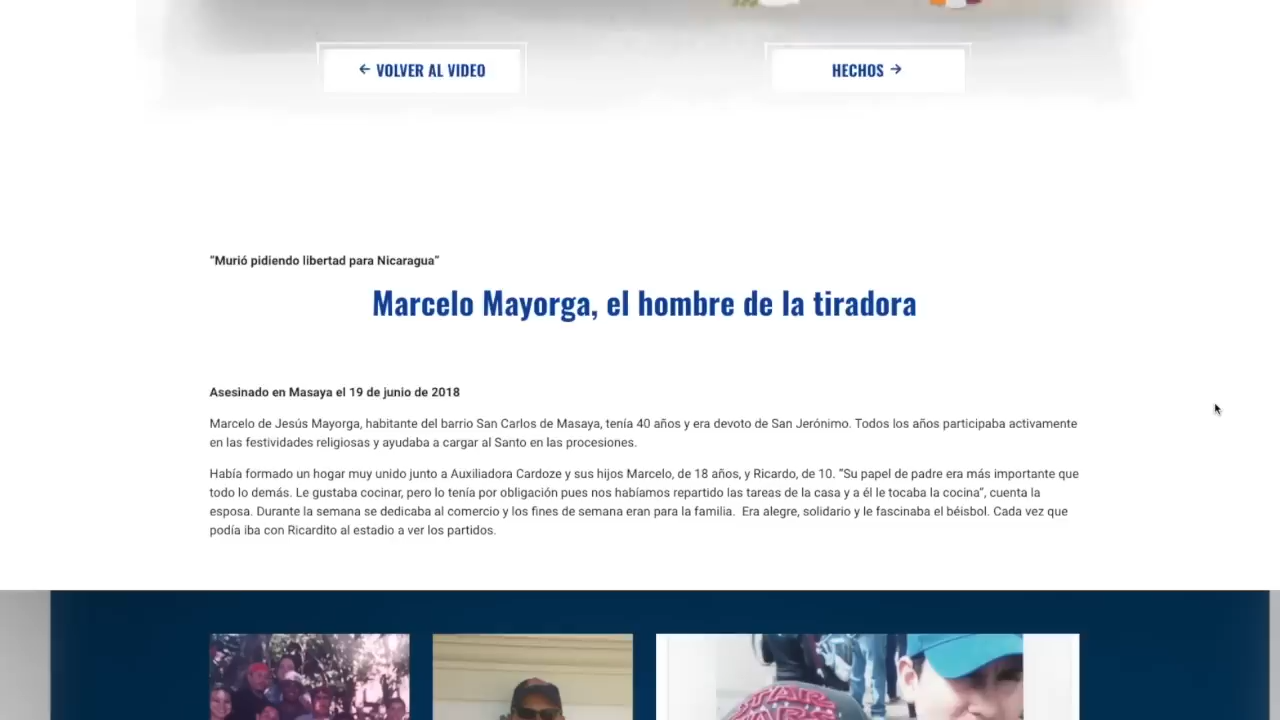 ← VOLVER AL VIDEO
HECHOS →
“Murió pidiendo libertad para Nicaragua”
Marcelo Mayorga, el hombre de la tiradora
Asesinado en Masaya el 19 de junio de 2018
Marcelo de Jesús Mayorga, habitante del barrio San Carlos de Masaya, tenía 40 años y era devoto de San Jerónimo. Todos los años participaba activamente
en las festividades religiosas y ayudaba a cargar al Santo en las procesiones.
Había formado un hogar muy unido junto a Auxiliadora Cardoze y sus hijos Marcelo, de 18 años, y Ricardo, de 10. “Su papel de padre era más importante que
todo lo demás. Le gustaba cocinar, pero lo tenía por obligación pues nos habíamos repartido las tareas de la casa y a él le tocaba la cocina”, cuenta la
esposa. Durante la semana se dedicaba al comercio y los fines de semana eran para la familia. Era alegre, solidario y le fascinaba el béisbol. Cada vez que
podía iba con Ricardito al estadio a ver los partidos.
STAR
WARS